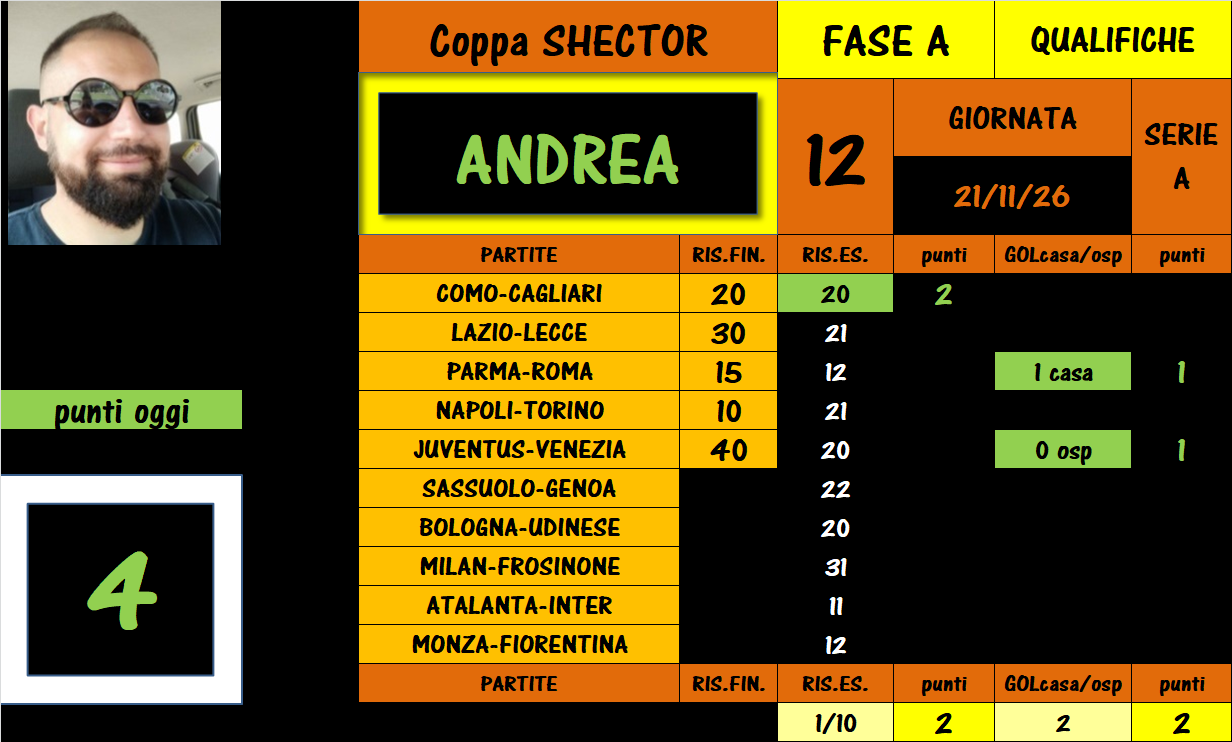 Coppa SHECTOR FASE A QUALIFICHE
ANDREA 12 GIORNATA SERIE A
21/11/26
PARTITE RIS.FIN. RIS.ES. punti GOLcasa/osp punti
COMO-CAGLIARI 20 20 2
LAZIO-LECCE 30 21
PARMA-ROMA 15 12 1 casa 1
punti oggi
NAPOLI-TORINO 10 21
JUVENTUS-VENEZIA 40 20 0 osp 1
4
SASSUOLO-GENOA 22
BOLOGNA-UDINESE 20
MILAN-FROSINONE 31
ATALANTA-INTER 11
MONZA-FIORENTINA 12
PARTITE RIS.FIN. RIS.ES. punti GOLcasa/osp punti
1/10 2 2 2